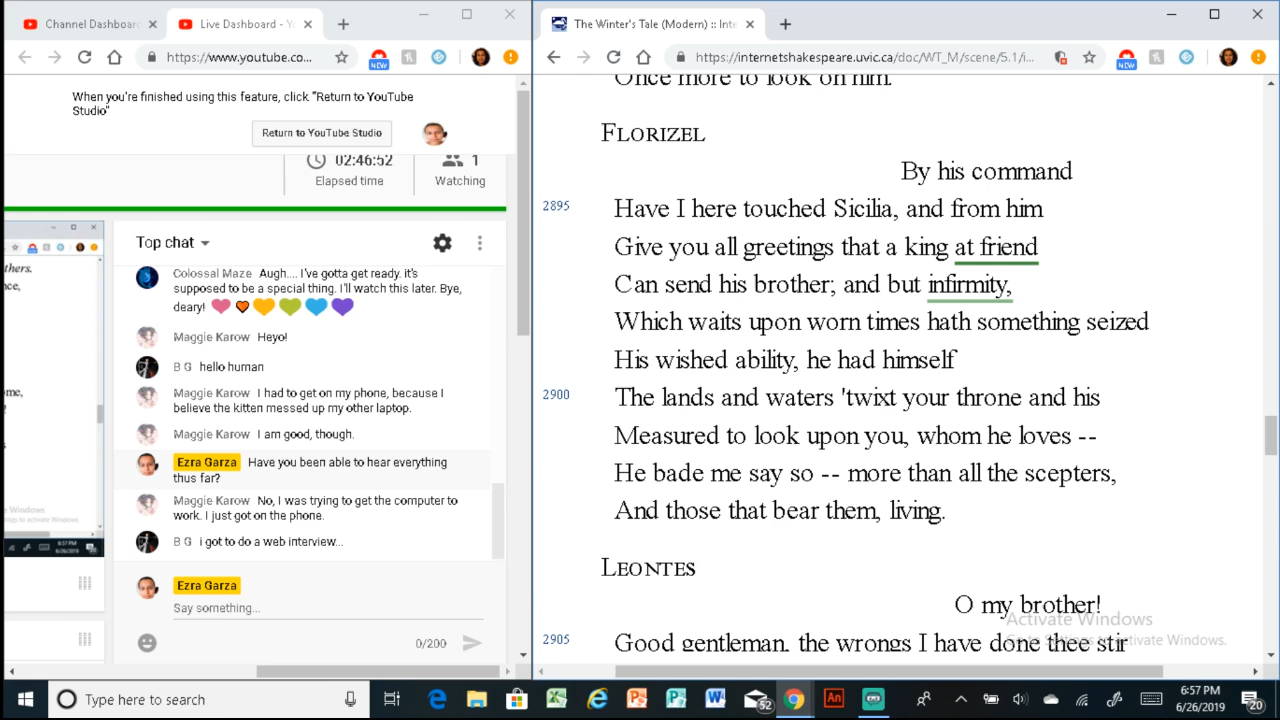 Channel Dashboard
Live Dashboard - Yo
The Winter's Tale (Modern) :: Inte
https://www.youtube.co...
NEW
https://internetshakespeare.uvic.ca/doc/WT_M/scene/5.1/i...
NEW
When you're finished using this feature, click "Return to YouTube
Studio"
Return to YouTube Studio
02:46:52
Elapsed time
1
Watching
Top chat
Colossal Maze Augh.... I've gotta get ready. it's
supposed to be a special thing. I'll watch this later. Bye,
deary!
Maggie Karow Heyo!
B G hello human
Maggie Karow I had to get on my phone, because I
believe the kitten messed up my other laptop.
Maggie Karow I am good, though.
Ezra Garza Have you been able to hear everything
thus far?
Maggie Karow No, I was trying to get the computer to
work. I just got on the phone.
B G i got to do a web interview...
Ezra Garza
Say something...
0/200
Once more to look on him.
FLORIZEL
By his command
2895 Have I here touched Sicilia, and from him
Give you all greetings that a king at friend
Can send his brother; and but infirmity,
Which waits upon worn times hath something seized
His wished ability, he had himself
2900 The lands and waters 'twixt your throne and his
Measured to look upon you, whom he loves --
He bade me say so -- more than all the scepters,
And those that bear them, living.
LEONTES
O my brother!
2905 Good gentleman, the wrongs I have done thee stir
Activate Windows
Go to Settings to activate Windows.
Type here to search
52
6:57 PM
6/26/2019
20